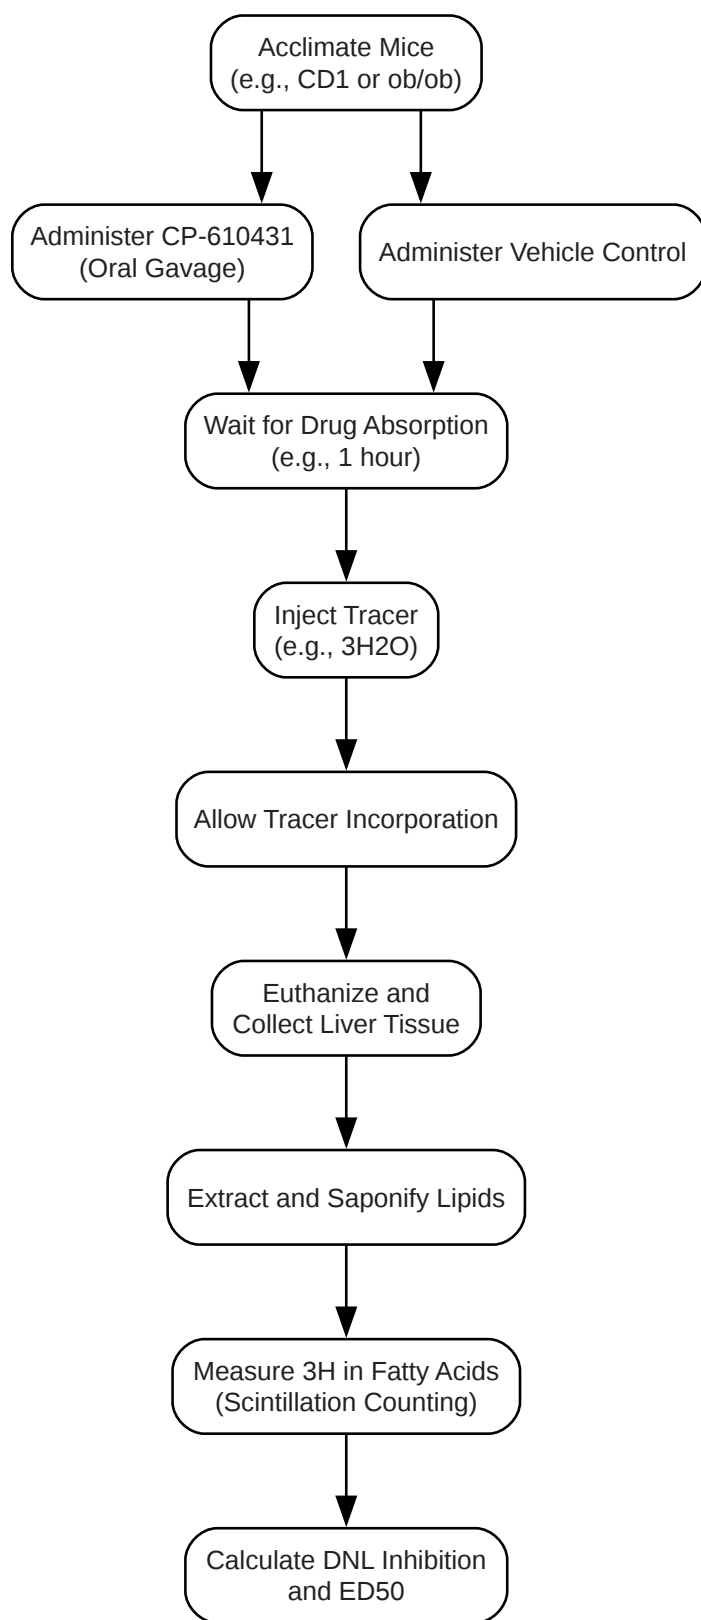 Acclimate Mice
(e.g., CD1 or ob/ob)
Administer CP-610431
(Oral Gavage)
Administer Vehicle Control
Wait for Drug Absorption
(e.g., 1 hour)
Inject Tracer
(e.g., 3H2O)
Allow Tracer Incorporation
Euthanize and
Collect Liver Tissue
Extract and Saponify Lipids
Measure 3H in Fatty Acids
(Scintillation Counting)
Calculate DNL Inhibition
and ED50